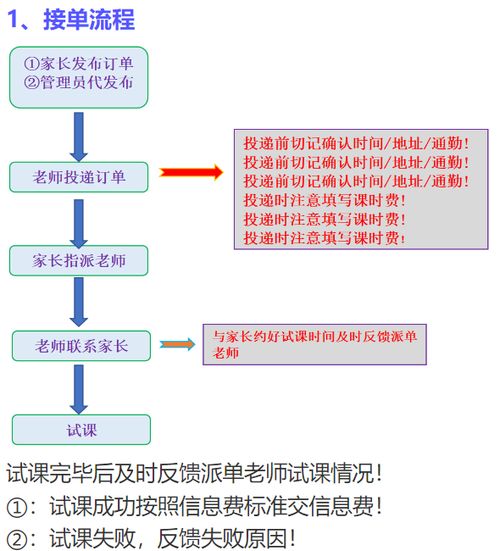 1、接单流程
①家长发布订单
②管理员代发布
老师投递订单
投递前切记确认时间/地址/通勤!
投递前切记确认时间/地址/通勤!
投递前切记确认时间/地址/通勤!
投递时注意填写课时费!
投递时注意填写课时费!
投递时注意填写课时费!
家长指派老师
老师联系家长
与家长约好试课时间及时反馈派单
老师
试课
试课完毕后及时反馈派单老师试课情况!
①：试课成功按照信息费标准交信息费!
②：试课失败，反馈失败原因!